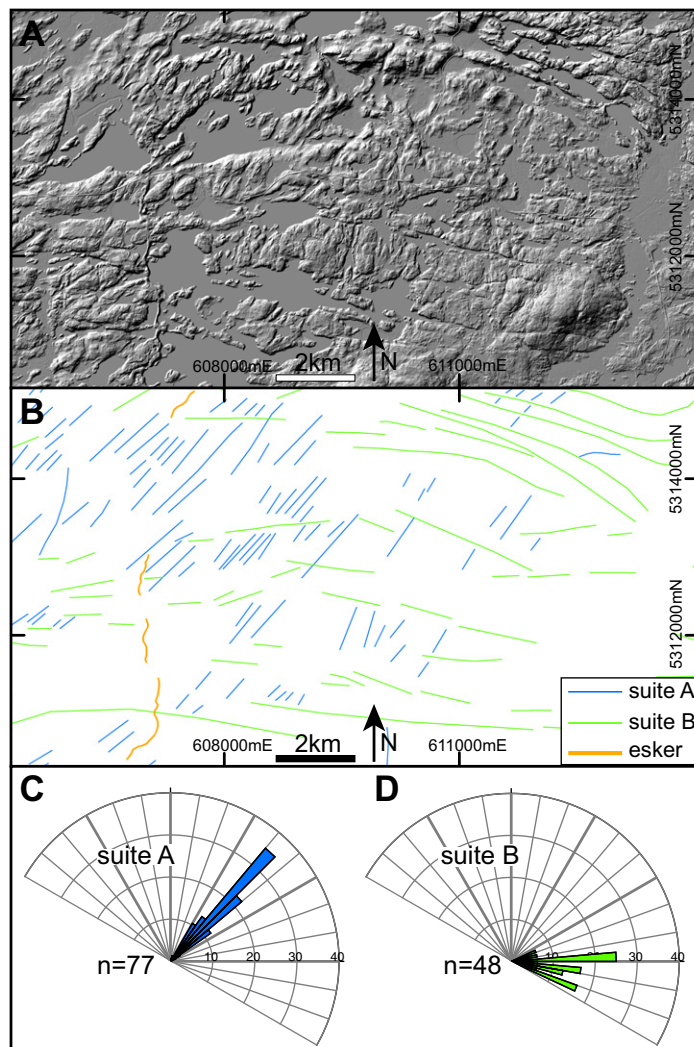 A
5314000mN
5312000mN
608000mE
2km
N
611000mE
B
5314000mN
5312000mN
608000mE
2km
N
611000mE
suite A
suite B
esker
C
suite A
n=77
10 20 30 40
D
suite B
n=48
10 20 30 40